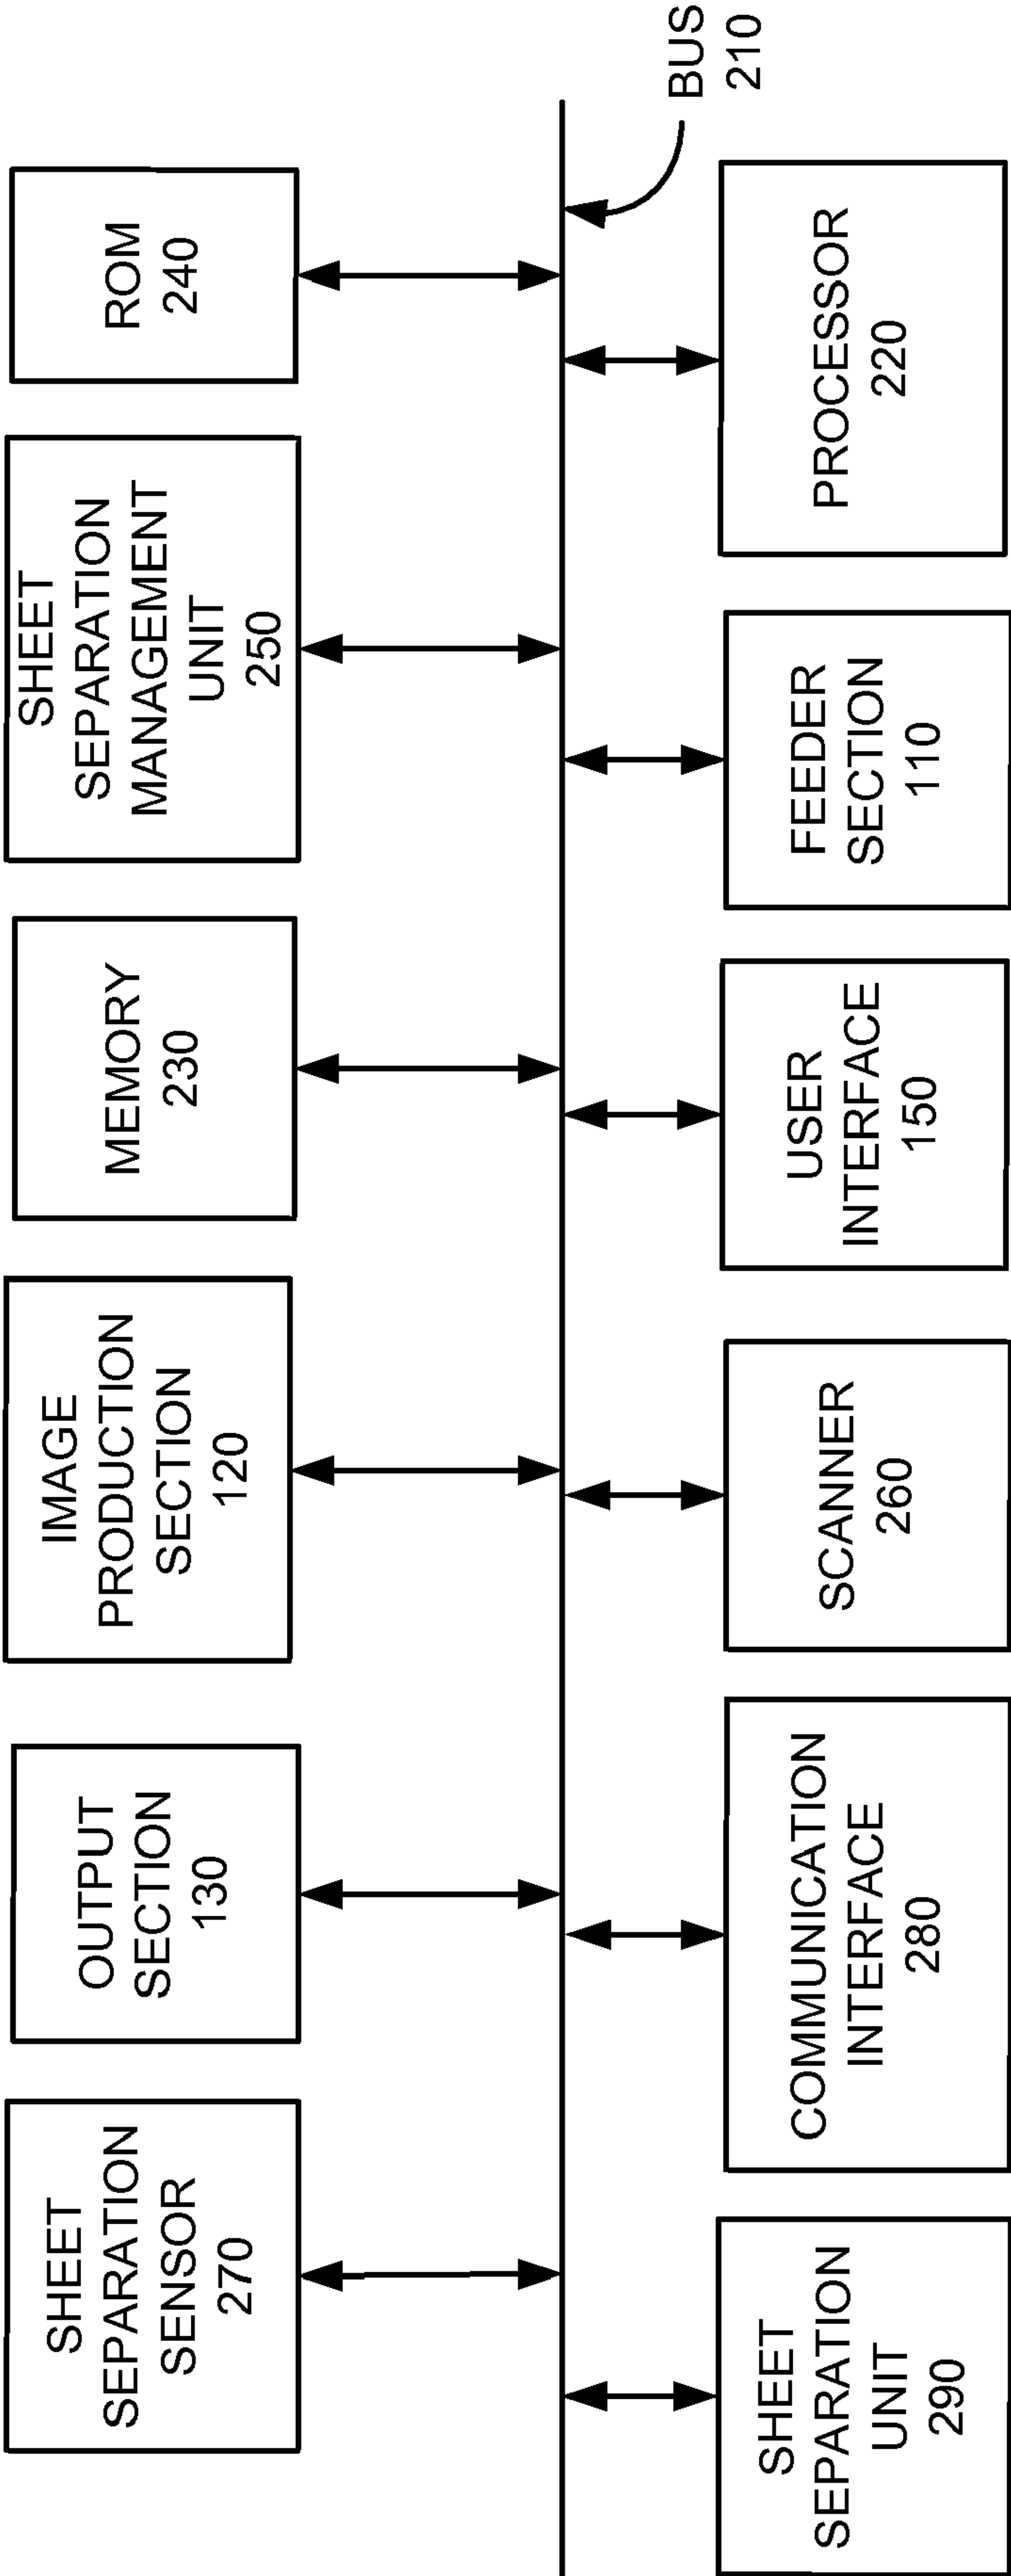 SHEET
SEPARATION
SENSOR
270
OUTPUT
SECTION
130
IMAGE
PRODUCTION
SECTION
120
MEMORY
230
SHEET
SEPARATION
MANAGEMENT
UNIT
250
ROM
240
BUS
210
SHEET
SEPARATION
UNIT
290
COMMUNICATION
INTERFACE
280
SCANNER
260
USER
INTERFACE
150
FEEDER
SECTION
110
PROCESSOR
220